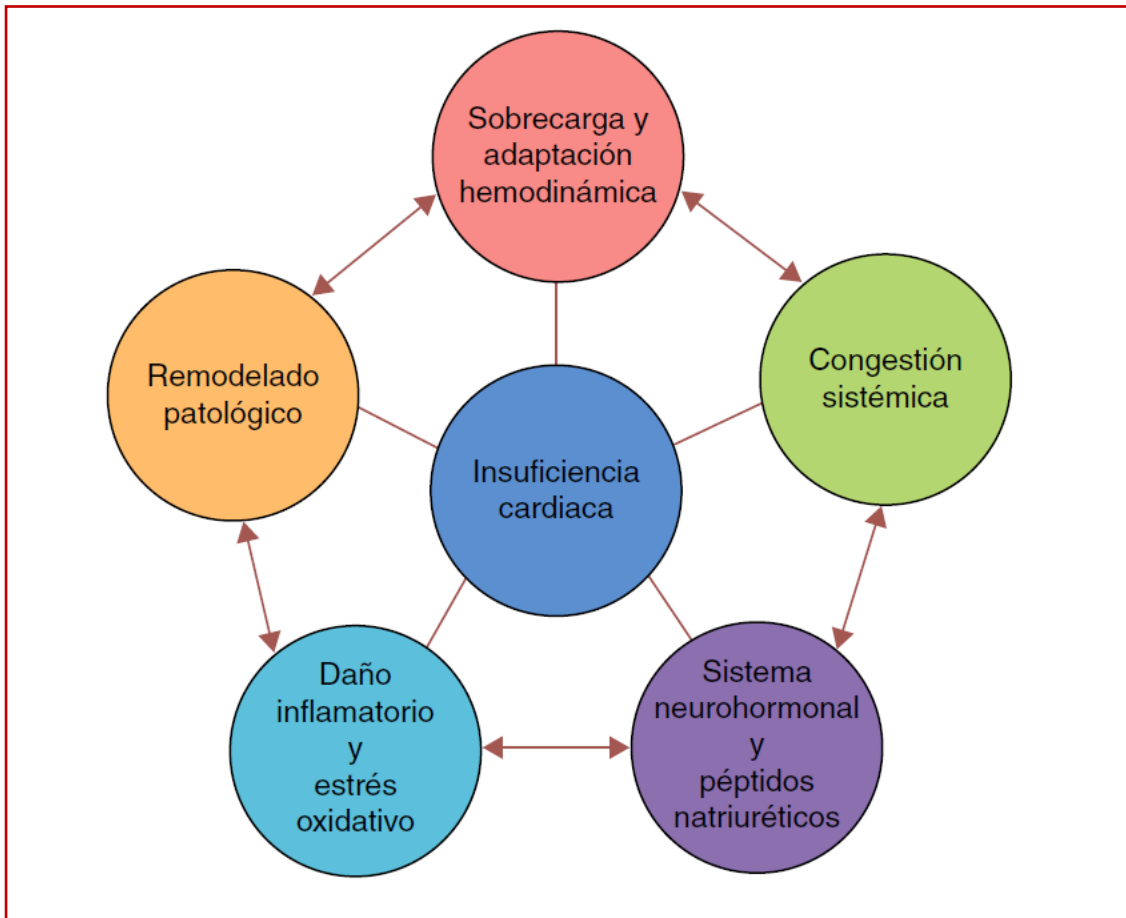 Sobrecarga y
adaptación
hemodinámica
Remodelado
patológico
Congestión
sistémica
Insuficiencia
cardiaca
Daño
inflamatorio
y
estrés
oxidativo
Sistema
neurohormonal
y
péptidos
natriuréticos